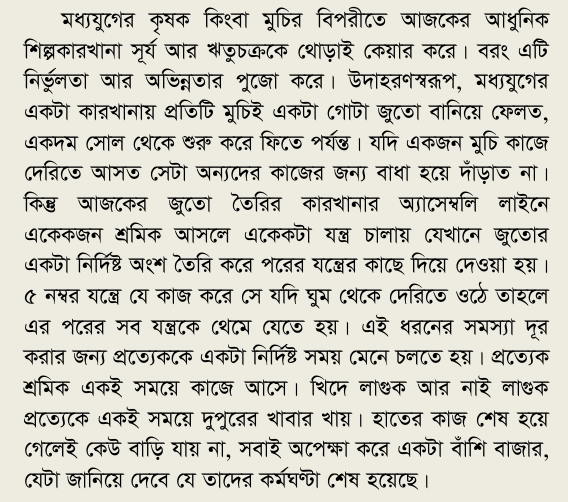 মধ্যযুগের কৃষক কিংবা মুচির বিপরীতে আজকের আধুনিক
শিল্পকারখানা সূর্য আর ঋতুচক্রকে থোড়াই কেয়ার করে। বরং এটি
নির্ভুলতা আর অভিন্নতার পুজো করে। উদাহরণস্বরূপ, মধ্যযুগের
একটা কারখানায় প্রতিটি মুচিই একটা গোটা জুতো বানিয়ে ফেলত,
একদম সোল থেকে শুরু করে ফিতে পর্যন্ত। যদি একজন মুচি কাজে
দেরিতে আসত সেটা অন্যদের কাজের জন্য বাধা হয়ে দাঁড়াত না।
কিন্তু আজকের জুতো তৈরির কারখানার অ্যাসেম্বলি লাইনে
একেকজন শ্রমিক আসলে একেকটা যন্ত্র চালায় যেখানে জুতোর
একটা নির্দিষ্ট অংশ তৈরি করে পরের যন্ত্রের কাছে দিয়ে দেওয়া হয়।
৫ নম্বর যন্ত্রে যে কাজ করে সে যদি ঘুম থেকে দেরিতে ওঠে তাহলে
এর পরের সব যন্ত্রকে থেমে যেতে হয়। এই ধরনের সমস্যা দূর
করার জন্য প্রত্যেককে একটা নির্দিষ্ট সময় মেনে চলতে হয়। প্রত্যেক
শ্রমিক একই সময়ে কাজে আসে। খিদে লাগুক আর নাই লাগুক
প্রত্যেকে একই সময়ে দুপুরের খাবার খায়। হাতের কাজ শেষ হয়ে
গেলেই কেউ বাড়ি যায় না, সবাই অপেক্ষা করে একটা বাঁশি বাজার,
যেটা জানিয়ে দেবে যে তাদের কর্মঘণ্টা শেষ হয়েছে।